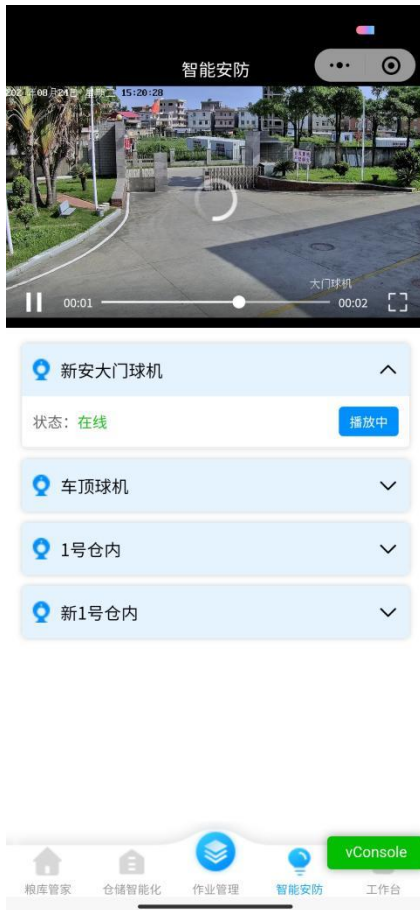 智能安防
15:20:28
大门球机
00:01
00:02
新安大门球机
状态：在线
播放中
车顶球机
1号仓内
新1号仓内
vConsole
粮库管家
仓储智能化
作业管理
智能安防
工作台